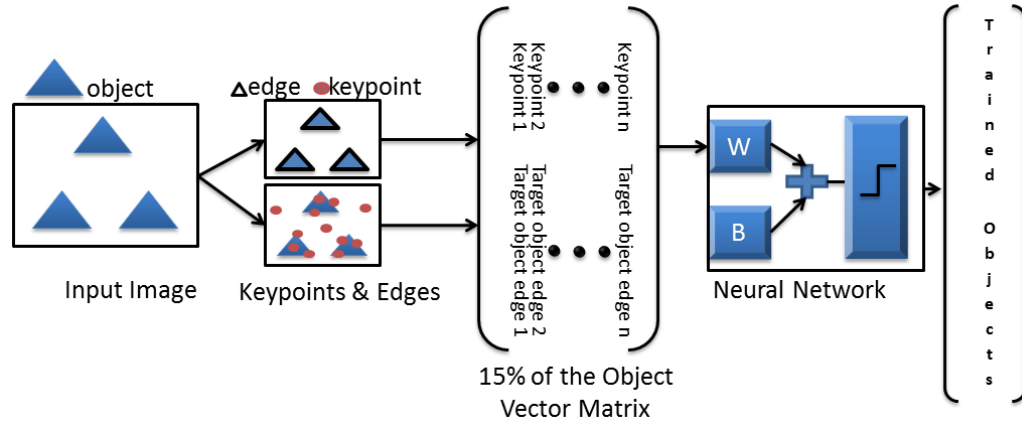 object
edge keypoint
Input Image
Keypoints & Edges
Keypoint 1
Keypoint 2
Keypoint n
Target object edge 1
Target object edge 2
Target object edge n
15% of the Object
Vector Matrix
W
B
Neural Network
Trained Objects